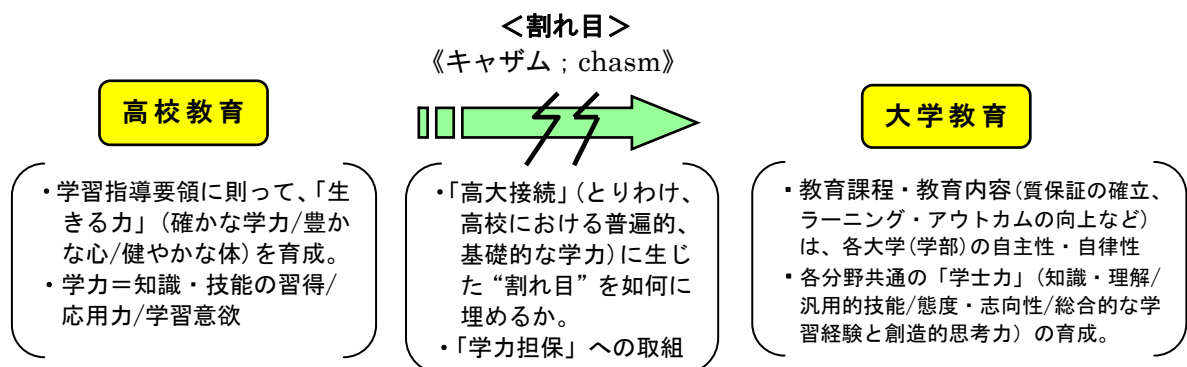 ＜割れ目＞
《キャザム；chasm》
高校教育
・学習指導要領に則って、「生
きる力」（確かな学力/豊か
な心/健やかな体）を育成。
・学力＝知識・技能の習得/
応用力/学習意欲
・「高大接続」（とりわけ、
高校における普遍的、
基礎的な学力）に生じ
た“割れ目”を如何に
埋めるか。
・「学力担保」への取組
大学教育
・教育課程・教育内容（質保証の確立、
ラーニング・アウトカムの向上など）
は、各大学（学部）の自主性・自律性
・各分野共通の「学士力」（知識・理解/
汎用的技能/態度・志向性/総合的な学
習経験と創造的思考力）の育成。